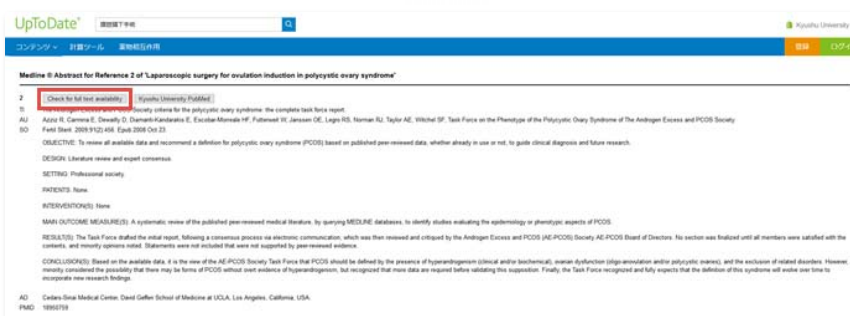 UpToDate®
腹腔鏡下手術
Kyushu University
コンテンツ 計算ツール 薬物相互作用
登録
Medline ® Abstract for Reference 2 of 'Laparoscopic surgery for ovulation induction in polycystic ovary syndrome'
2 Check for full text availability Kyushu University PubMed
TI The Androgen Excess and PCOS Society criteria for the polycystic ovary syndrome: the complete task force report.
AU Azziz R, Carmina E, Dewailly D, Diamanti-Kandarakis E, Escobar-Morreale HF, Futterweit W, Janssen OE, Legro RS, Norman RJ, Taylor AE, Witchel SF, Task Force on the Phenotype of the Polycystic Ovary Syndrome of The Androgen Excess and PCOS Society
SO Fertil Steril. 2009;91(2):456. Epub 2008 Oct 23.
OBJECTIVE: To review all available data and recommend a definition for polycystic ovary syndrome (PCOS) based on published peer-reviewed data, whether already in use or not, to guide clinical diagnosis and future research.
DESIGN: Literature review and expert consensus.
SETTING: Professional society.
PATIENTS: None.
INTERVENTION(S): None.
MAIN OUTCOME MEASURE(S): A systematic review of the published peer-reviewed medical literature, by querying MEDLINE databases, to identify studies evaluating the epidemiology or phenotypic aspects of PCOS.
RESULT(S): The Task Force drafted the initial report, following a consensus process via electronic communication, which was then reviewed and critiqued by the Androgen Excess and PCOS (AE-PCOS) Society AE-PCOS Board of Directors. No section was finalized until all members were satisfied with the
contents, and minority opinions noted. Statements were not included that were not supported by peer-reviewed evidence.
CONCLUSION(S): Based on the available data, it is the view of the AE-PCOS Society Task Force that PCOS should be defined by the presence of hyperandrogenism (clinical and/or biochemical), ovarian dysfunction (oligo-anovulation and/or polycystic ovaries), and the exclusion of related disorders. However,
minority considered the possibility that there may be forms of PCOS without overt evidence of hyperandrogenism, but recognized that more data are required before validating this supposition. Finally, the Task Force recognized and fully expects that the definition of this syndrome will evolve over time to
incorporate new research findings.
AD Cedars-Sinai Medical Center, David Geffen School of Medicine at UCLA, Los Angeles, California, USA.
PMID 18950759